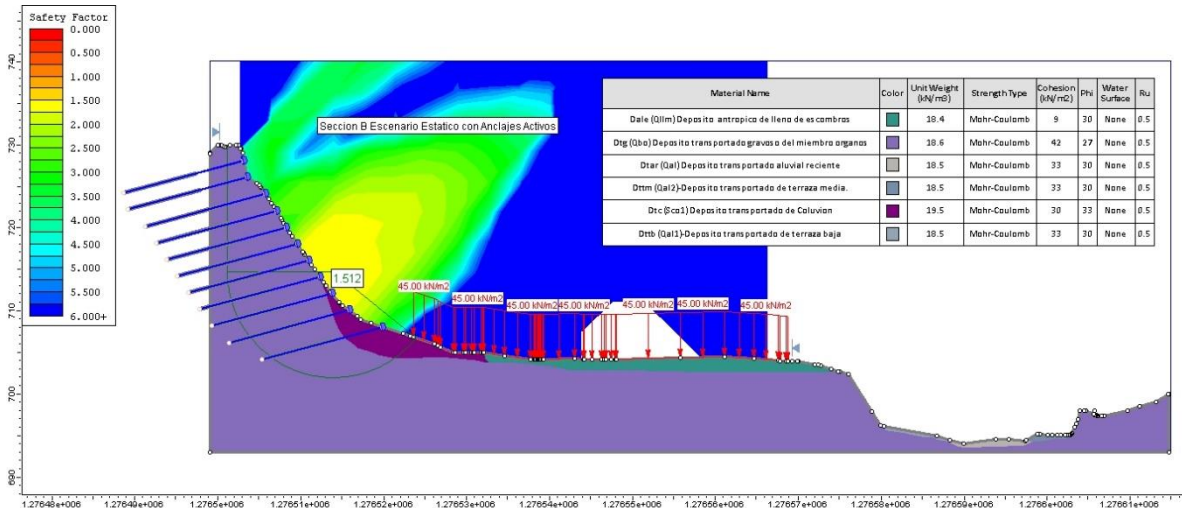 Safety Factor
0.000
0.500
1.000
1.500
2.000
2.500
3.000
3.500
4.000
4.500
5.000
5.500
6.000+
740
730
720
710
700
690
Seccion B Escenario Estatico con Anclajes Activos
Material Name Color Unit Weight (kN/m3) Strength Type Cohesion (kN/m2) Phi Water Surface Ru
Dale (Qllm) Deposito antropico de lleno de escombros 18.4 Mohr-Coulomb 9 30 None 0.5
Dtg (Qbo) Deposito transportado gravoso del miembro organos 18.6 Mohr-Coulomb 42 27 None 0.5
Dtar (Qal) Deposito transportado aluvial reciente 18.5 Mohr-Coulomb 33 30 None 0.5
Dttm (Qal2)-Deposito transportado de terraza media. 18.5 Mohr-Coulomb 33 30 None 0.5
Dtc (Sco1) Deposito transportado de Coluvion 19.5 Mohr-Coulomb 30 33 None 0.5
Dttb (Qal1)-Deposito transportado de terraza baja 18.5 Mohr-Coulomb 33 30 None 0.5
1.512
45.00 kN/m2
45.00 kN/m2
45.00 kN/m2
45.00 kN/m2
45.00 kN/m2
45.00 kN/m2
45.00 kN/m2
1.27648e+006
1.27649e+006
1.2765e+006
1.27651e+006
1.27652e+006
1.27653e+006
1.27654e+006
1.27655e+006
1.27656e+006
1.27657e+006
1.27658e+006
1.27659e+006
1.2766e+006
1.27661e+006